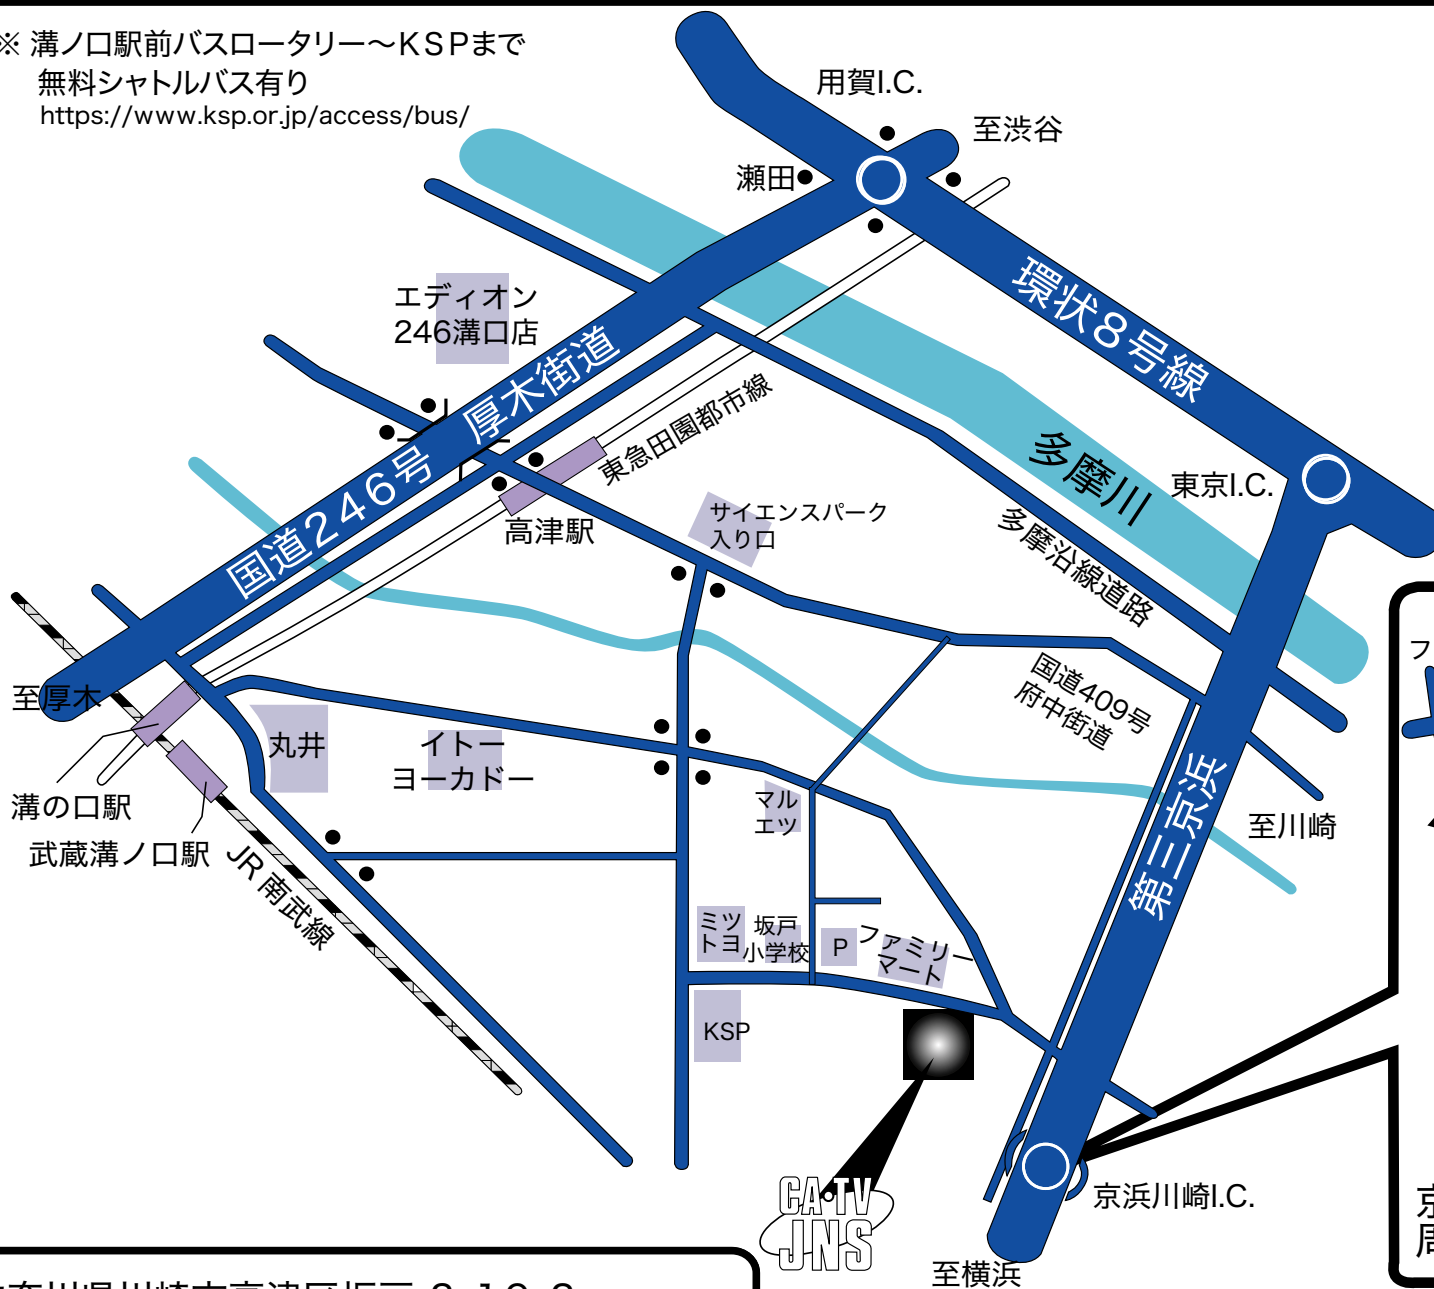 ※ 溝ノ口駅前バスロータリー～KSPまで
無料シャトルバス有り
https://www.ksp.or.jp/access/bus/
用賀I.C.
至渋谷
瀬田
環状8号線
エディオン
246溝口店
国道246号 厚木街道
東急田園都市線
多摩川
東京I.C.
高津駅
サイエンスパーク
入り口
多摩沿線道路
国道409号
府中街道
フ
至厚木
丸井
イトー
ヨーカドー
溝の口駅
武蔵溝ノ口駅
JR南武線
マル
エツ
第三京浜
至川崎
ミツ
トヨ
坂戸
小学校
P
ファミリー
マート
KSP
CATV
JNS
京浜川崎I.C.
至横浜